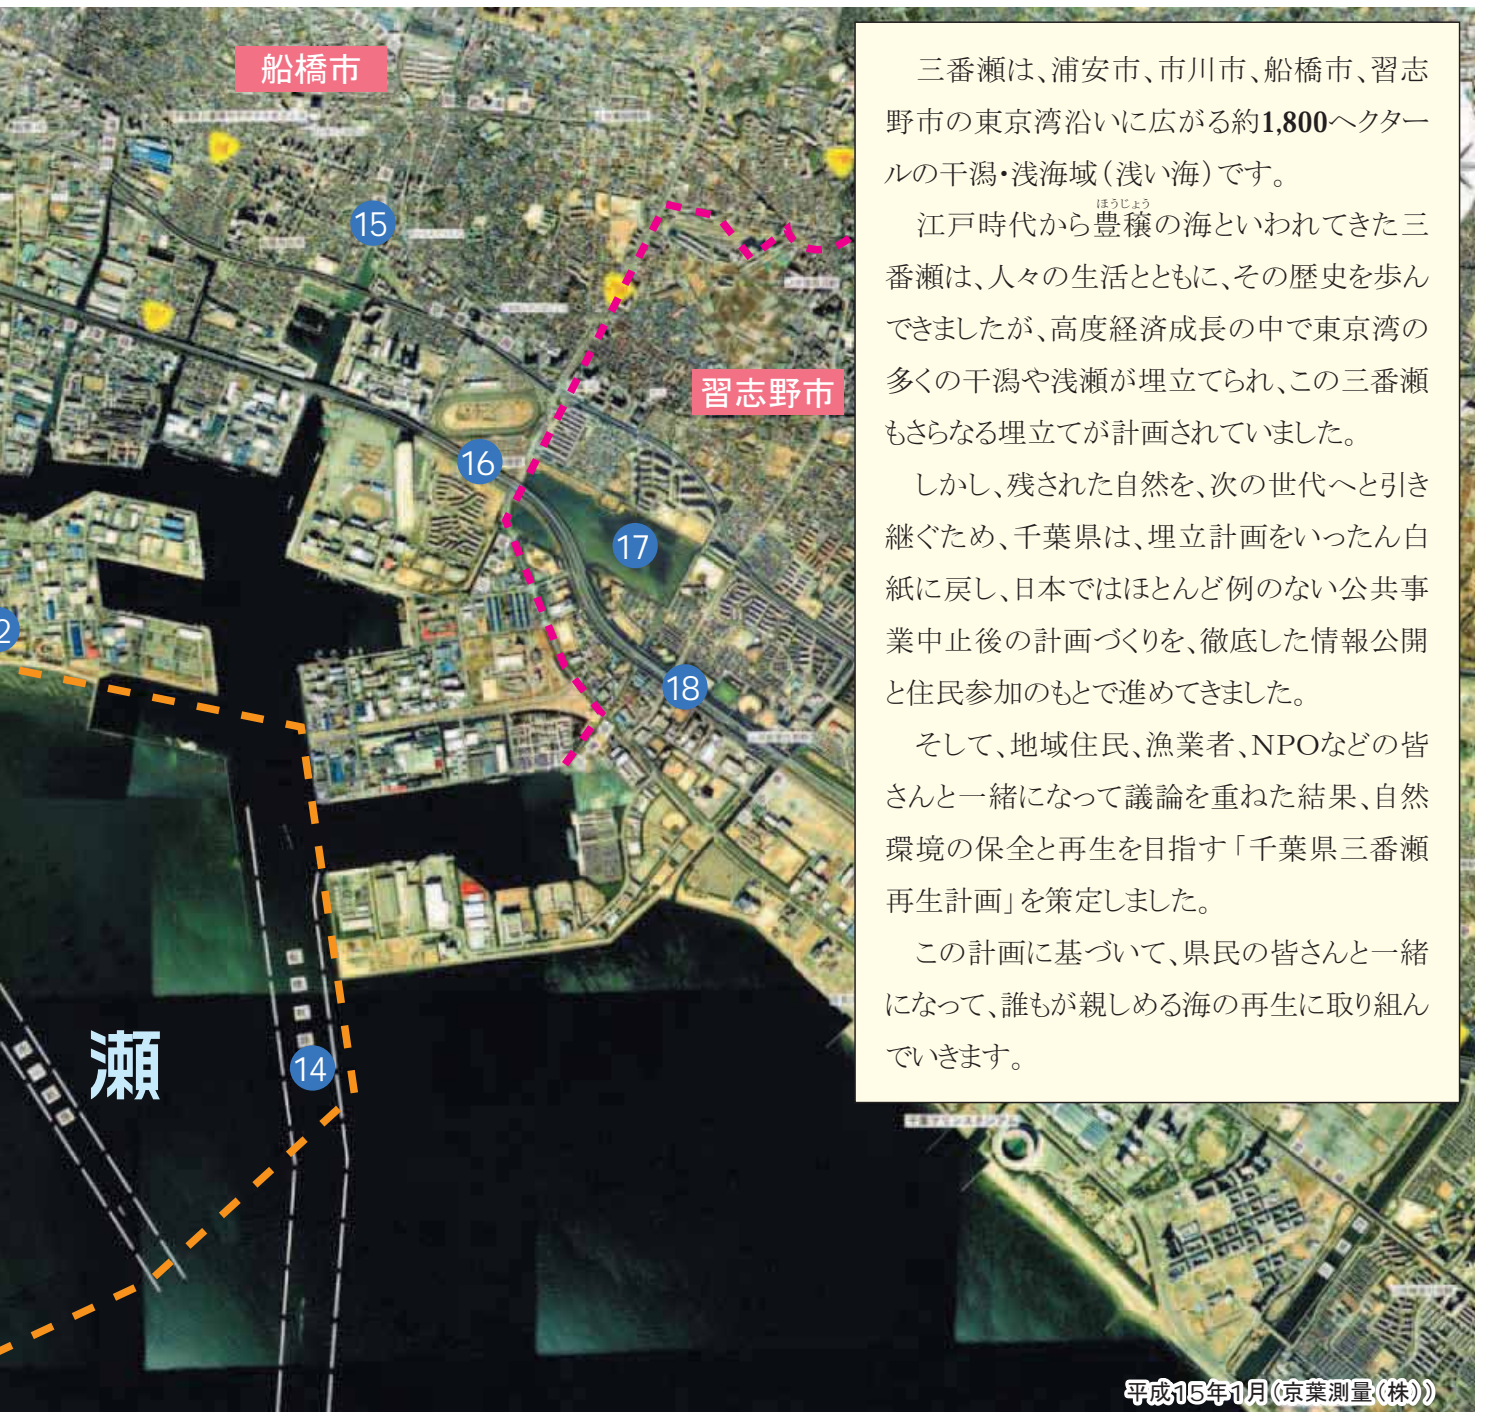 船橋市
15
習志野市
16
17
18
2
瀬
14
三番瀬は、浦安市、市川市、船橋市、習志
野市の東京湾沿いに広がる約1,800ヘクター
ルの干潟・浅海域(浅い海)です。
ほうじょう
江戸時代から豊穣の海といわれてきた三
番瀬は、人々の生活とともに、その歴史を歩ん
できましたが、高度経済成長の中で東京湾の
多くの干潟や浅瀬が埋立てられ、この三番瀬
もさらなる埋立てが計画されていました。
しかし、残された自然を、次の世代へと引き
継ぐため、千葉県は、埋立計画をいったん白
紙に戻し、日本ではほとんど例のない公共事
業中止後の計画づくりを、徹底した情報公開
と住民参加のもとで進めてきました。
そして、地域住民、漁業者、NPOなどの皆
さんと一緒になって議論を重ねた結果、自然
環境の保全と再生を目指す「千葉県三番瀬
再生計画」を策定しました。
この計画に基づいて、県民の皆さんと一緒
になって、誰もが親しめる海の再生に取り組ん
でいきます。
千葉マリンスタジアム
平成15年1月(京葉測量(株))